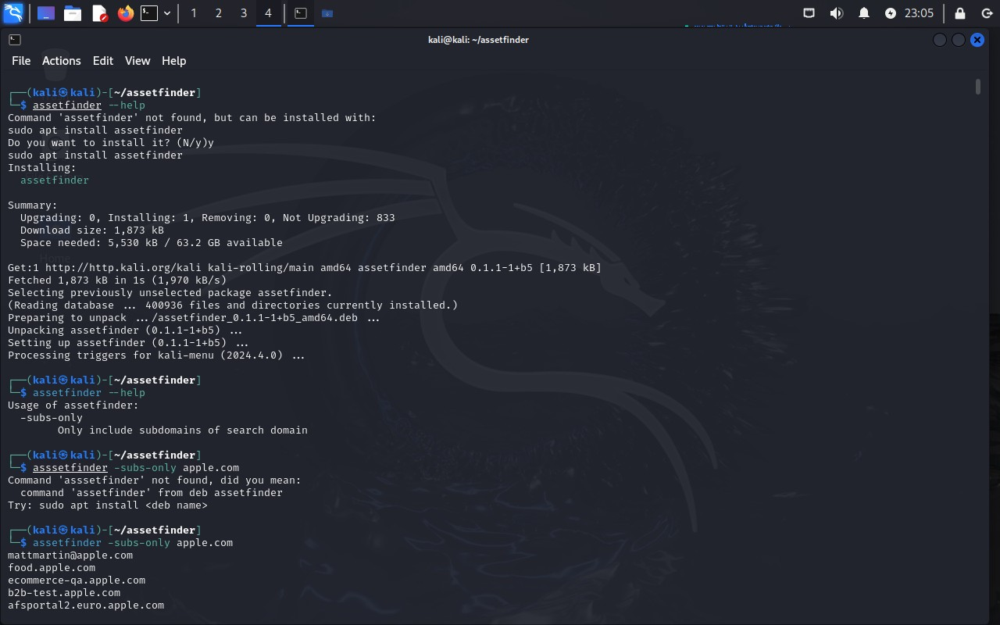 1 2 3 4 23:05
kali@kali: ~/assetfinder
File Actions Edit View Help
┌──(kali㉿kali)-[~/assetfinder]
└─$ assetfinder --help
Command 'assetfinder' not found, but can be installed with:
sudo apt install assetfinder
Do you want to install it? (N/y)y
sudo apt install assetfinder
Installing:
  assetfinder
Summary:
  Upgrading: 0, Installing: 1, Removing: 0, Not Upgrading: 833
  Download size: 1,873 kB
  Space needed: 5,530 kB / 63.2 GB available
Home
Get:1 http://http.kali.org/kali kali-rolling/main amd64 assetfinder amd64 0.1.1-1+b5 [1,873 kB]
Fetched 1,873 kB in 1s (1,970 kB/s)
Selecting previously unselected package assetfinder.
(Reading database ... 400936 files and directories currently installed.)
Preparing to unpack .../assetfinder_0.1.1-1+b5_amd64.deb ...
Unpacking assetfinder (0.1.1-1+b5) ...
Setting up assetfinder (0.1.1-1+b5) ...
Processing triggers for kali-menu (2024.4.0) ...
┌──(kali㉿kali)-[~/assetfinder]
└─$ assetfinder --help
Usage of assetfinder:
  -subs-only
        Only include subdomains of search domain
┌──(kali㉿kali)-[~/assetfinder]
└─$ asssetfinder -subs-only apple.com
Command 'asssetfinder' not found, did you mean:
  command 'assetfinder' from deb assetfinder
Try: sudo apt install <deb name>
┌──(kali㉿kali)-[~/assetfinder]
└─$ assetfinder -subs-only apple.com
mattmartin@apple.com
food.apple.com
ecommerce-qa.apple.com
b2b-test.apple.com
afsportal2.euro.apple.com